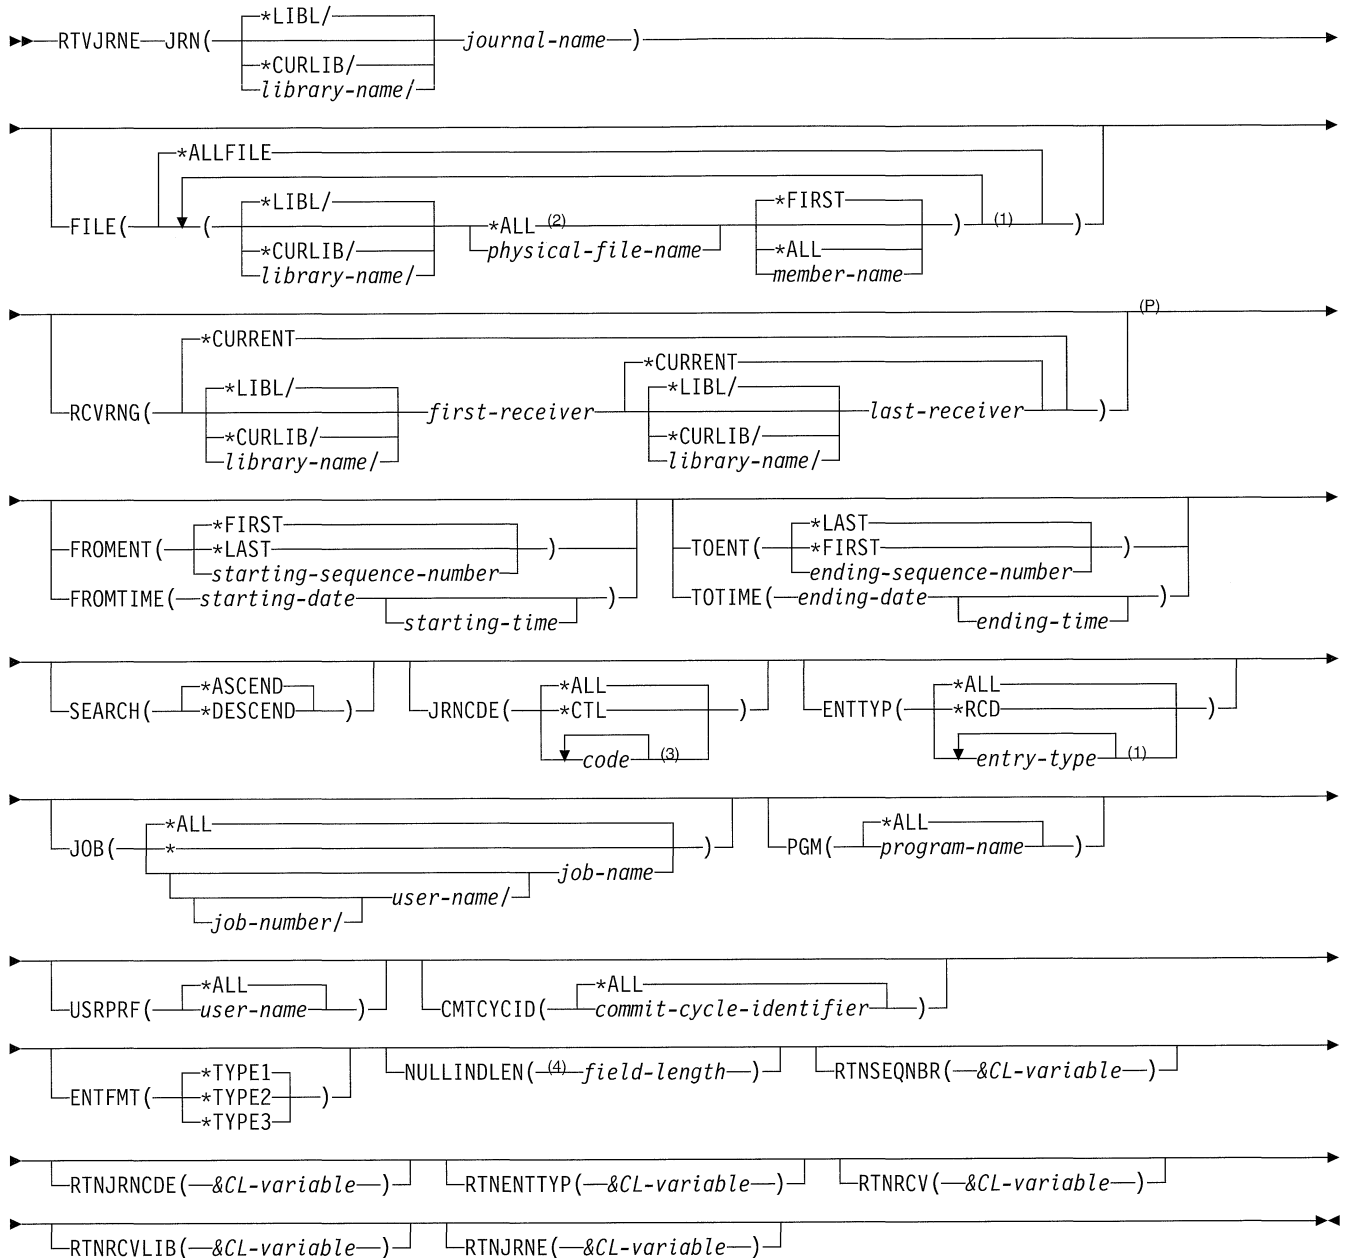 *LIBL/
RTVJRNE JRN( journal-name )
*CURLIB/
library-name/
*ALLFILE
*LIBL/ *FIRST
FILE( ( *ALL (2) ) (1) )
*CURLIB/ physical-file-name *ALL
library-name/ member-name
(P)
*CURRENT
*CURRENT
*LIBL/ *LIBL/
RCVRNG( first-receiver last-receiver )
*CURLIB/ *CURLIB/
library-name/ library-name/
*FIRST *LAST
FROMENT( *LAST ) TOENT( *FIRST )
starting-sequence-number ending-sequence-number
FROMTIME( starting-date ) TOTIME( ending-date )
starting-time ending-time
*ASCEND *ALL *ALL
SEARCH( *DESCEND ) JRNCDE( *CTL ) ENTTYP( *RCD )
code (3) entry-type (1)
*ALL *ALL
JOB( * ) PGM( program-name )
job-name
user-name/
job-number/
*ALL *ALL
USRPRF( user-name ) CMTCYCID( commit-cycle-identifier )
*TYPE1 NULLINDLEN( (4) field-length ) RTNSEQNBR( &CL-variable )
ENTFMT( *TYPE2 )
*TYPE3
RTNJRNCDE( &CL-variable ) RTNENTTYP( &CL-variable ) RTNRCV( &CL-variable )
RTNRCVLIB( &CL-variable ) RTNJRNE( &CL-variable )